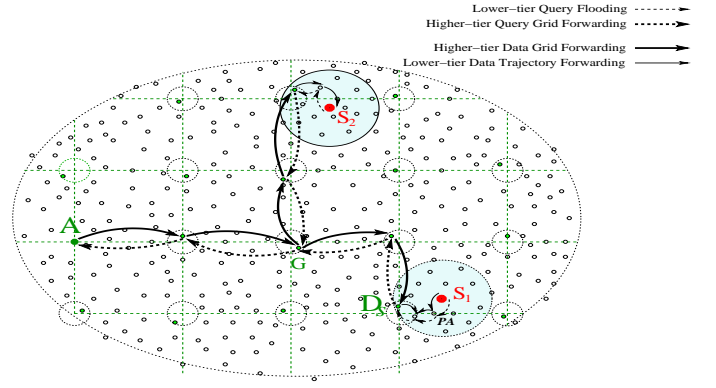 Lower-tier Query Flooding
Higher-tier Query Grid Forwarding
Higher-tier Data Grid Forwarding
Lower-tier Data Trajectory Forwarding
S2
A
G
S1
DS
PA